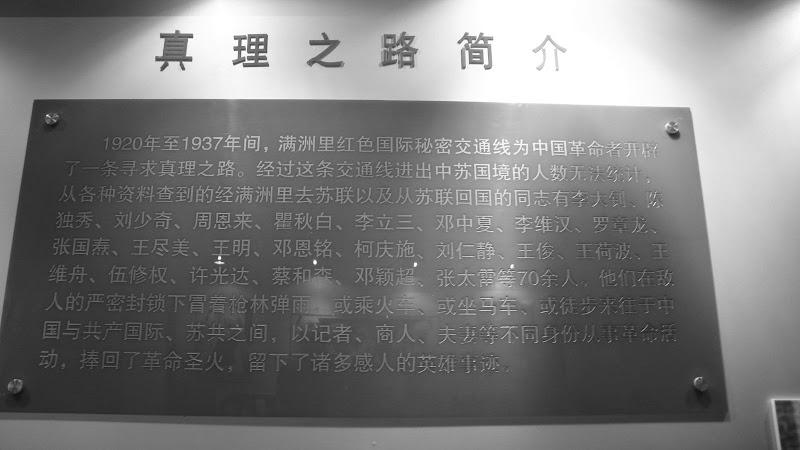 真理之路简介
1920年至1937年间，满洲里红色国际秘密交通线为中国革命者开辟
了一条寻求真理之路。经过这条交通线进出中苏国境的人数无法统计，
从各种资料查到的经满洲里去苏联以及从苏联回国的同志有李大钊、陈
独秀、刘少奇、周恩来、瞿秋白、李立三、邓中夏、李维汉、罗章龙、
张国焘、王尽美、王明、邓恩铭、柯庆施、刘仁静、王俊、王荷波、王
维舟、伍修权、许光达、蔡和森、邓颖超、张太雷等70余人。他们在敌
人的严密封锁下冒着枪林弹雨，或乘火车、或坐马车、或徒步来往于中
国与共产国际、苏共之间，以记者、商人、夫妻等不同身份从事革命活
动，捧回了革命圣火，留下了诸多感人的英雄事迹。